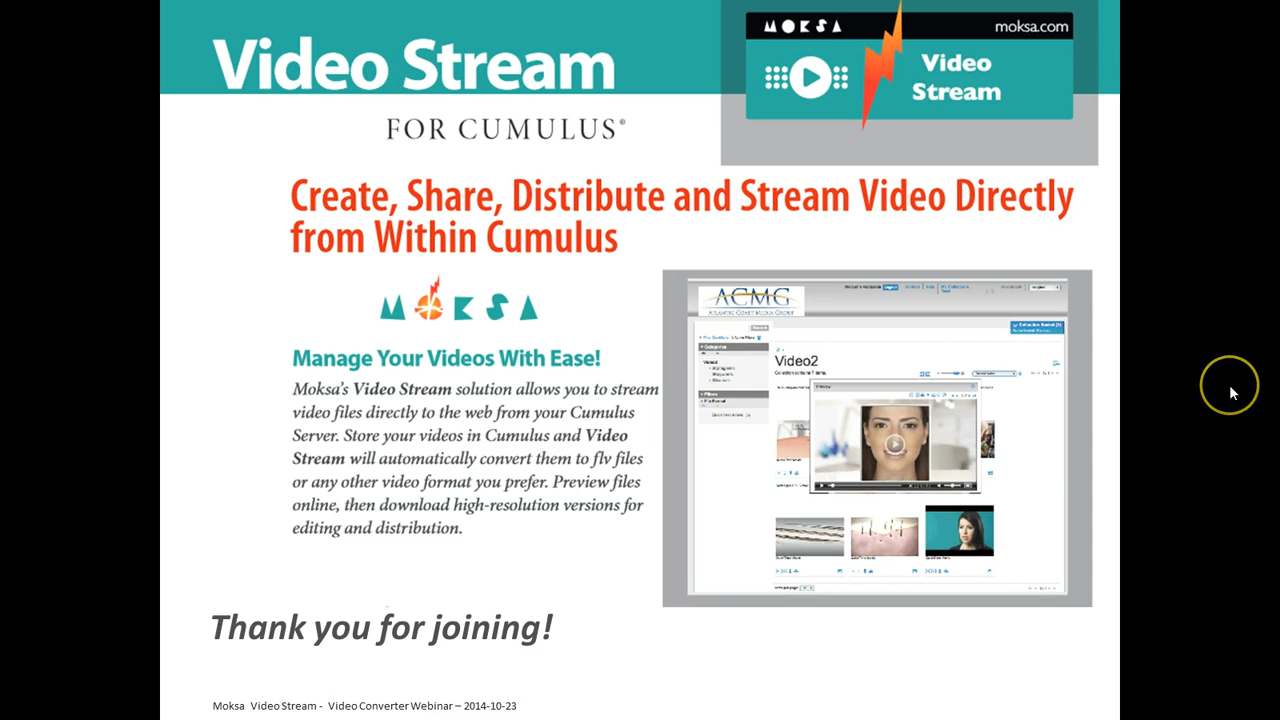 Video Stream
FOR CUMULUS®
MOKSA
moksa.com
Video
Stream
Create, Share, Distribute and Stream Video Directly
from Within Cumulus
MOKSA
Manage Your Videos With Ease!
Moksa's Video Stream solution allows you to stream
video files directly to the web from your Cumulus
Server. Store your videos in Cumulus and Video
Stream will automatically convert them to flv files
or any other video format you prefer. Preview files
online, then download high-resolution versions for
editing and distribution.
ACMG
ATLANTIC COAST MEDIA GROUP
Video2
Thank you for joining!
Moksa Video Stream - Video Converter Webinar – 2014-10-23